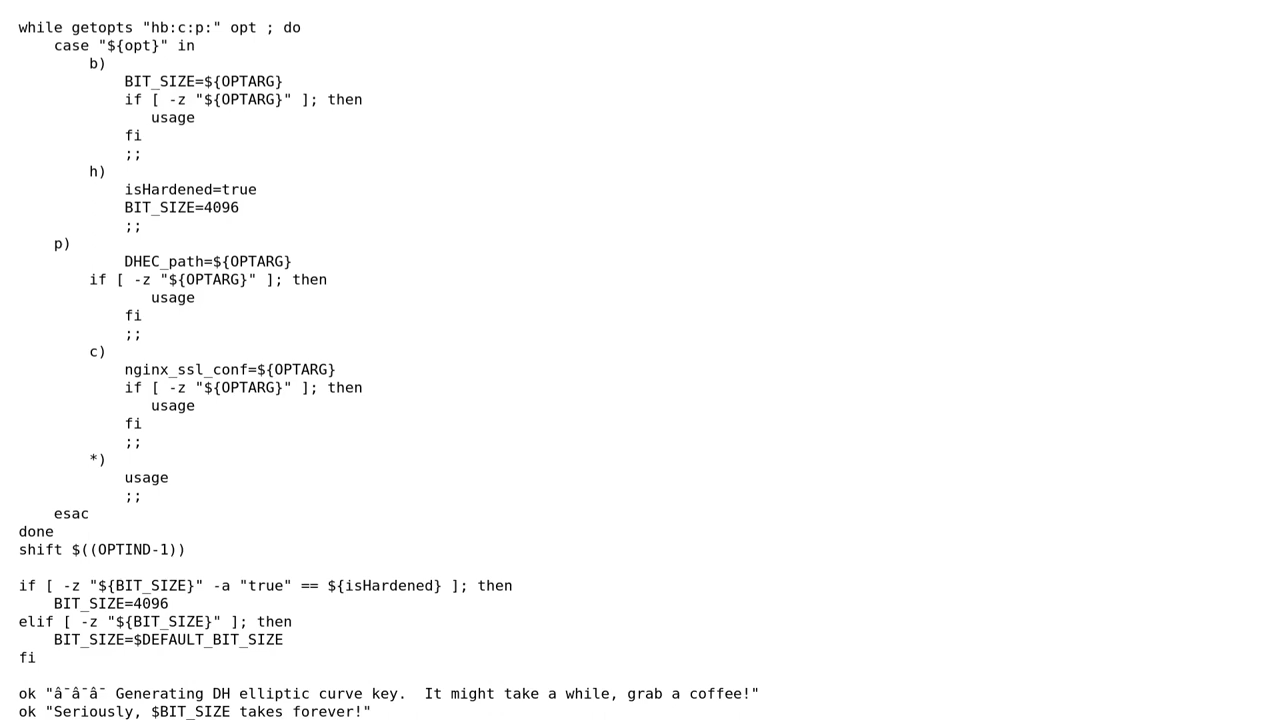 while getopts "hb:c:p:" opt ; do
    case "${opt}" in
        b)
            BIT_SIZE=${OPTARG}
            if [ -z "${OPTARG}" ]; then
               usage
            fi
            ;;
        h)
            isHardened=true
            BIT_SIZE=4096
            ;;
    p)
            DHEC_path=${OPTARG}
        if [ -z "${OPTARG}" ]; then
               usage
            fi
            ;;
        c)
            nginx_ssl_conf=${OPTARG}
            if [ -z "${OPTARG}" ]; then
               usage
            fi
            ;;
        *)
            usage
            ;;
    esac
done
shift $((OPTIND-1))

if [ -z "${BIT_SIZE}" -a "true" == ${isHardened} ]; then
    BIT_SIZE=4096
elif [ -z "${BIT_SIZE}" ]; then
    BIT_SIZE=$DEFAULT_BIT_SIZE
fi

ok "â¯â¯â¯ Generating DH elliptic curve key.  It might take a while, grab a coffee!"
ok "Seriously, $BIT_SIZE takes forever!"